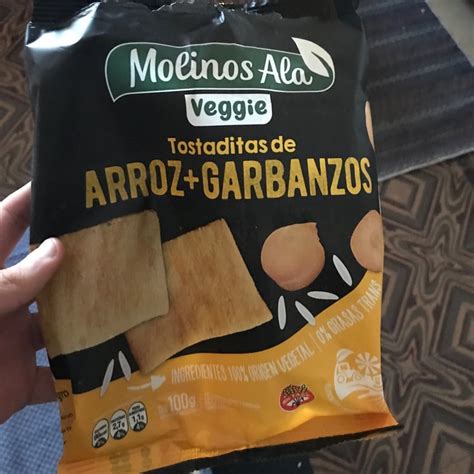 Molinos Ala
Veggie
Tostaditas de
ARROZ+GARBANZOS
INGREDIENTES 100% ORIGEN VEGETAL | 0% GRASAS TRANS
100g